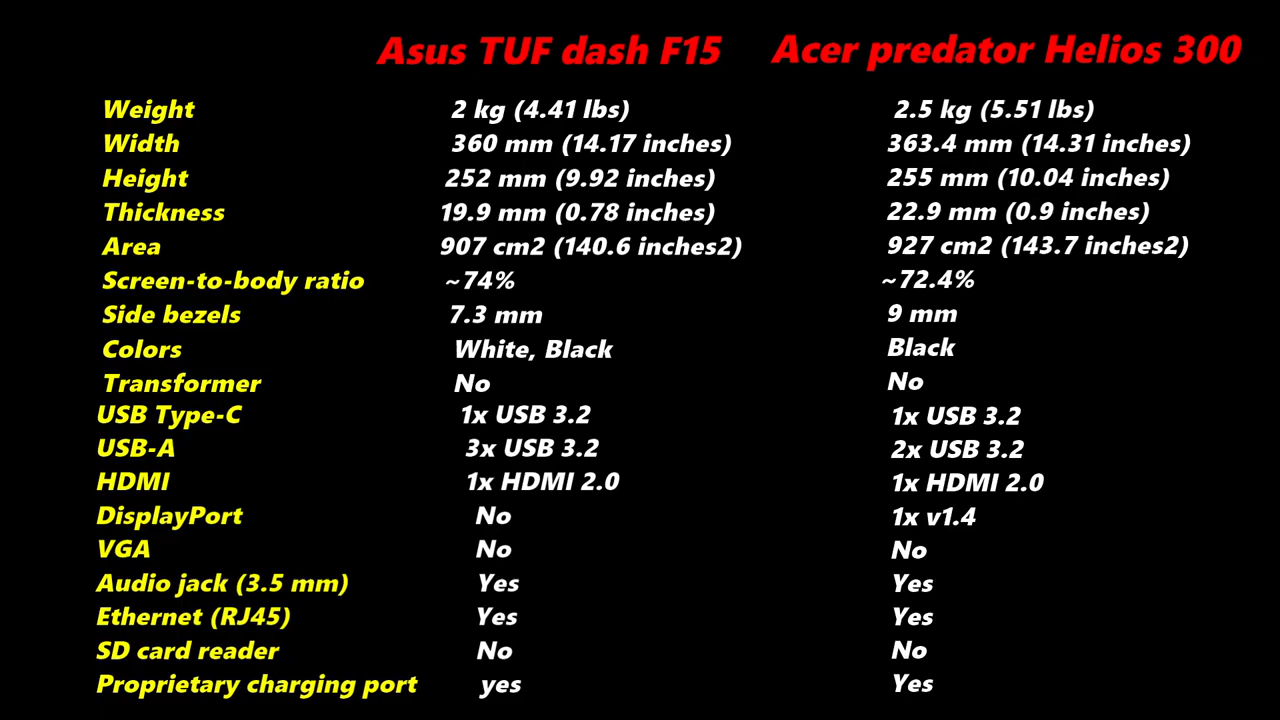 Asus TUF dash F15 Acer predator Helios 300
Weight 2 kg (4.41 lbs) 2.5 kg (5.51 lbs)
Width 360 mm (14.17 inches) 363.4 mm (14.31 inches)
Height 252 mm (9.92 inches) 255 mm (10.04 inches)
Thickness 19.9 mm (0.78 inches) 22.9 mm (0.9 inches)
Area 907 cm2 (140.6 inches2) 927 cm2 (143.7 inches2)
Screen-to-body ratio ~74% ~72.4%
Side bezels 7.3 mm 9 mm
Colors White, Black Black
Transformer No No
USB Type-C 1x USB 3.2 1x USB 3.2
USB-A 3x USB 3.2 2x USB 3.2
HDMI 1x HDMI 2.0 1x HDMI 2.0
DisplayPort No 1x v1.4
VGA No No
Audio jack (3.5 mm) Yes Yes
Ethernet (RJ45) Yes Yes
SD card reader No No
Proprietary charging port yes Yes